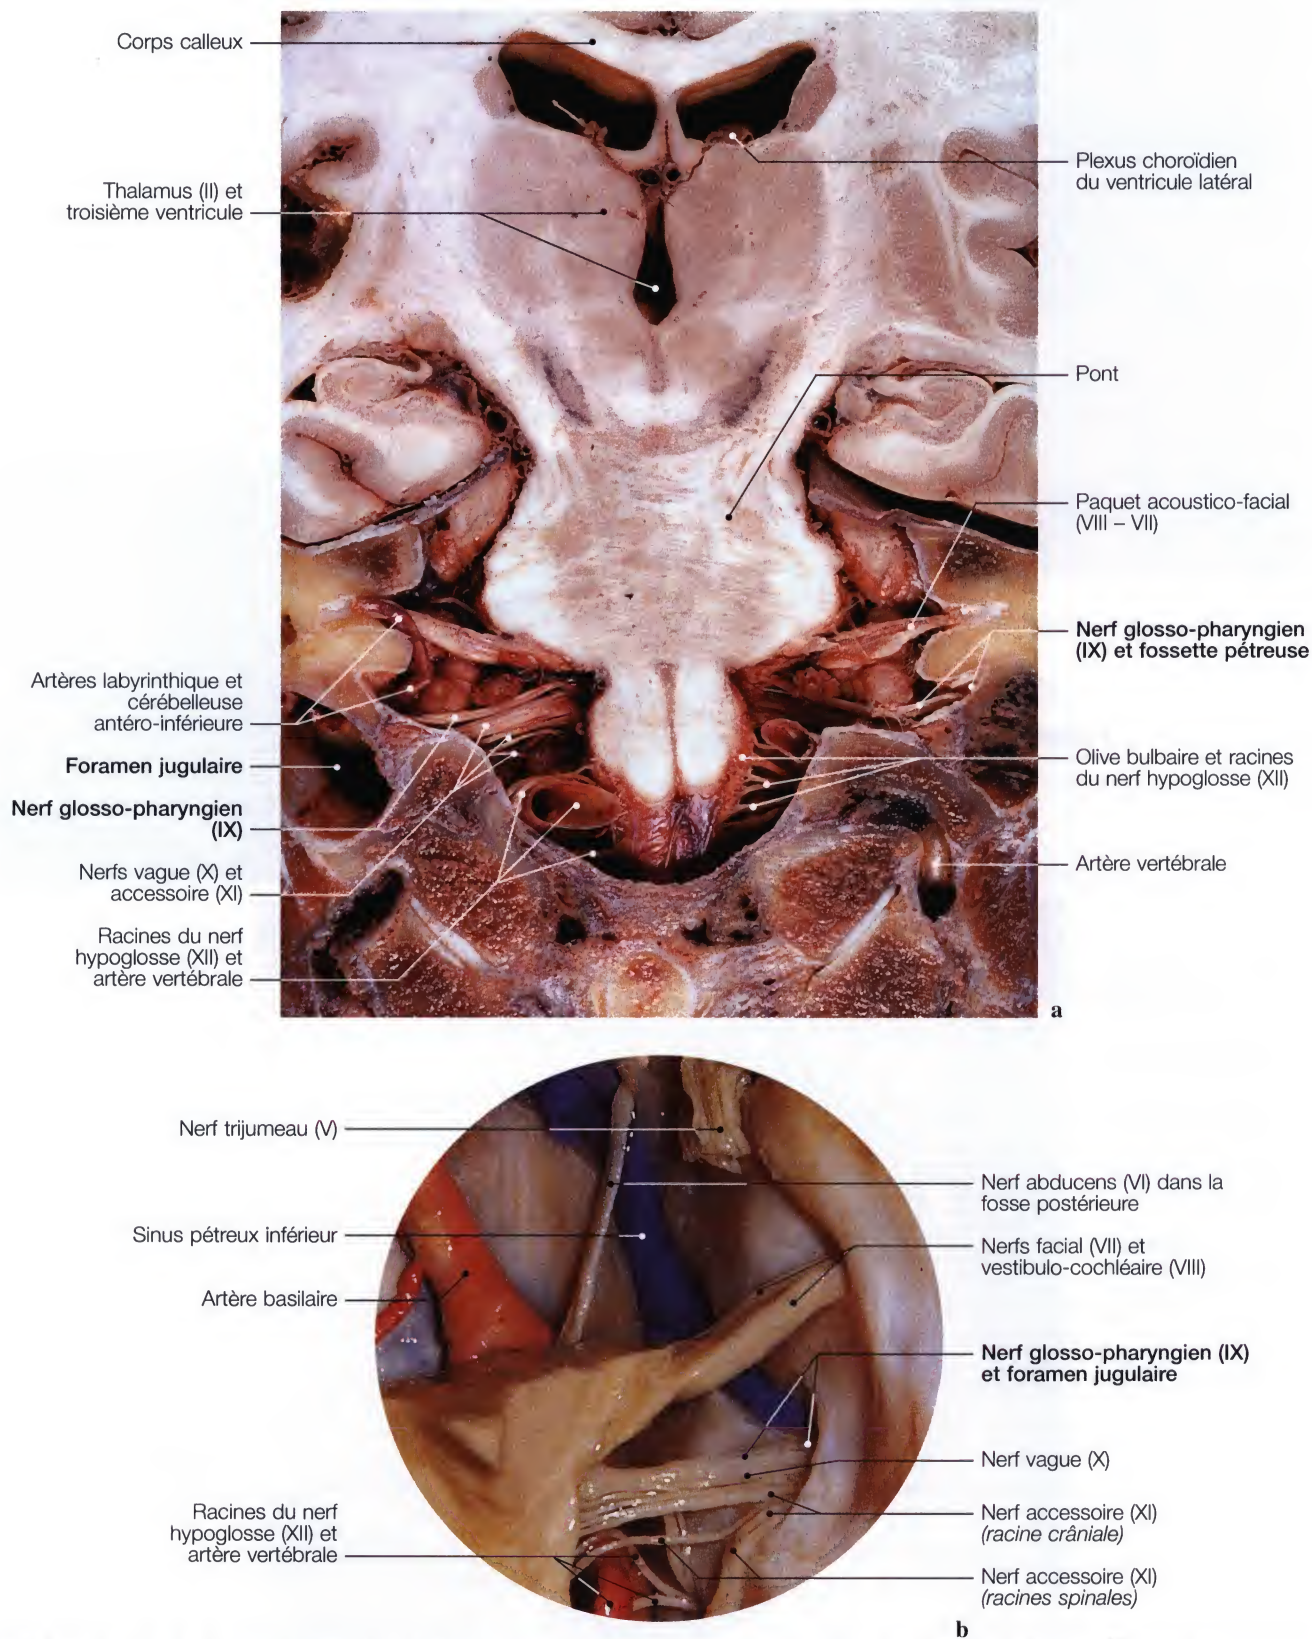 Corps calleux
Thalamus (II) et
troisième ventricule
Artères labyrinthique et
cérébelleuse
antéro-inférieure
Foramen jugulaire
Nerf glosso-pharyngien
(IX)
Nerfs vague (X) et
accessoire (XI)
Racines du nerf
hypoglosse (XII) et
artère vertébrale
Plexus choroïdien
du ventricule latéral
Pont
Paquet acoustico-facial
(VIII – VII)
Nerf glosso-pharyngien
(IX) et fossette pétreuse
Olive bulbaire et racines
du nerf hypoglosse (XII)
Artère vertébrale
a
Nerf trijumeau (V)
Sinus pétreux inférieur
Artère basilaire
Racines du nerf
hypoglosse (XII) et
artère vertébrale
Nerf abducens (VI) dans la
fosse postérieure
Nerfs facial (VII) et
vestibulo-cochléaire (VIII)
Nerf glosso-pharyngien (IX)
et foramen jugulaire
Nerf vague (X)
Nerf accessoire (XI)
(racine crâniale)
Nerf accessoire (XI)
(racines spinales)
b